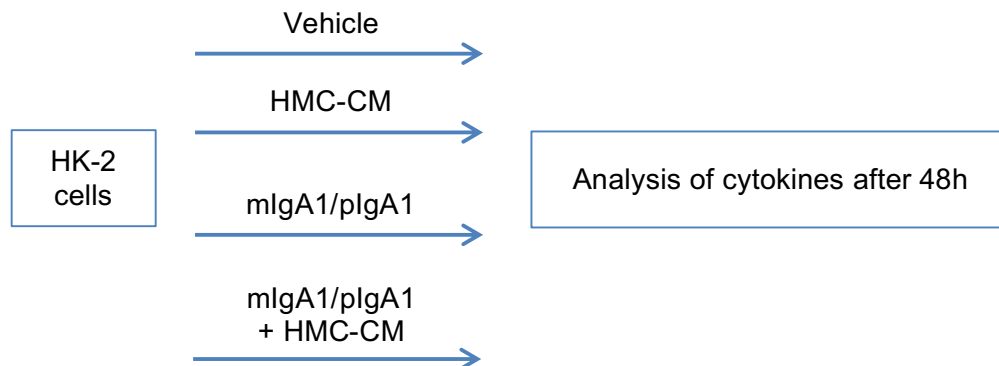 Vehicle
HMC-CM
HK-2
cells
Analysis of cytokines after 48h
mIgA1/pIgA1
mIgA1/pIgA1
+ HMC-CM